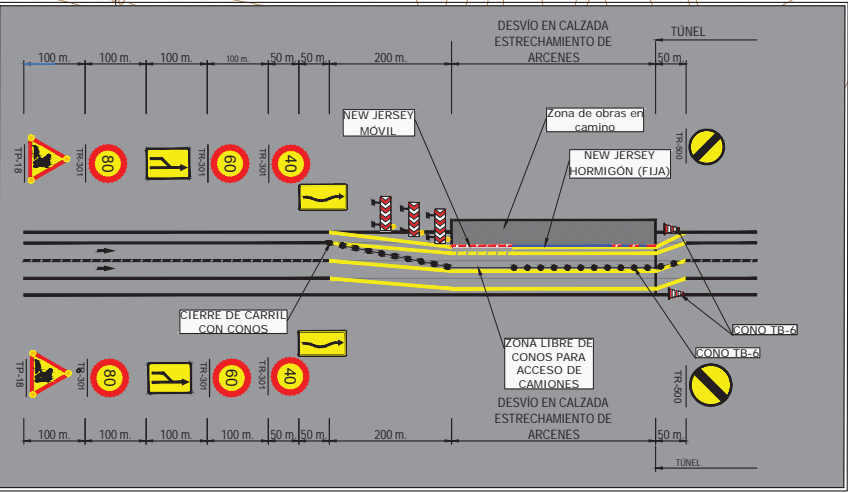 DESVÍO EN CALZADA
ESTRECHAMIENTO DE
ARCENES
TÚNEL
100 m.
100 m.
100 m.
100 m.
50 m.
50 m.
200 m.
50 m.
NEW JERSEY
MÓVIL
Zona de obras en
camino
NEW JERSEY
HORMIGÓN (FIJA)
TP-18
TR-301
80
TR-301
60
TR-301
40
TR-500
CIERRE DE CARRIL
CON CONOS
ZONA LIBRE DE
CONOS PARA
ACCESO DE
CAMIONES
CONO TB-6
CONO TB-6
TP-18
TR-301
80
TR-301
60
TR-301
40
TR-500
DESVÍO EN CALZADA
ESTRECHAMIENTO DE
ARCENES
100 m.
100 m.
100 m.
100 m.
50 m.
50 m.
200 m.
50 m.
TÚNEL